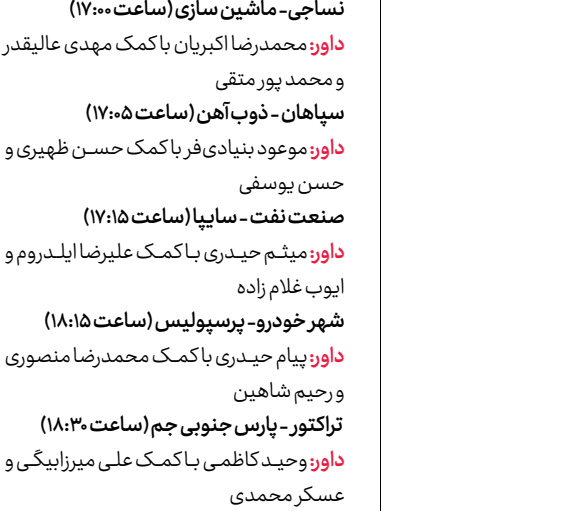 نساجی- ماشین سازی (ساعت ۱۷:۰۰)
داور: محمدرضا اکبریان با کمک مهدی عالیقدر
و محمد پور متقی
سپاهان - ذوب‌آهن (ساعت ۱۷:۰۵)
داور: موعود بنیادی‌فر با کمک حسن ظهیری و
حسن یوسفی
صنعت نفت - سایپا (ساعت ۱۷:۱۵)
داور: میثم حیدری با کمک علیرضا ایلدروم و
ایوب غلام زاده
شهر خودرو- پرسپولیس (ساعت ۱۸:۱۵)
داور: پیام حیدری با کمک محمدرضا منصوری
و رحیم شاهین
تراکتور - پارس جنوبی جم (ساعت ۱۸:۳۰)
داور: وحید کاظمی با کمک علی میرزابیگی و
عسکر محمدی